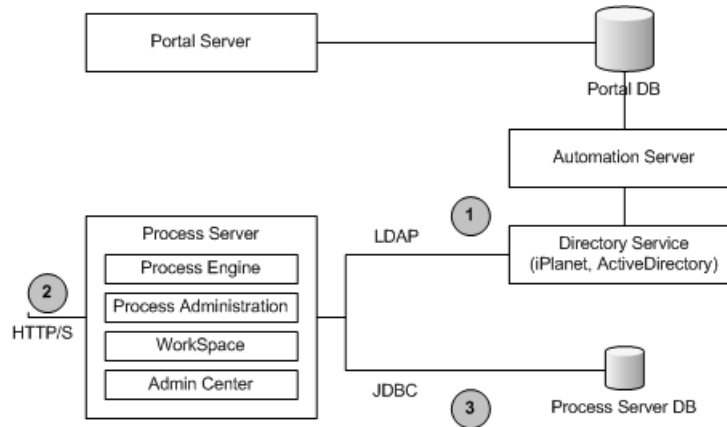 Portal Server
Portal DB
Automation Server
1
Process Server
LDAP
Directory Service
(iPlanet, ActiveDirectory)
Process Engine
2
Process Administration
HTTP/S
WorkSpace
Admin Center
JDBC
3
Process Server DB